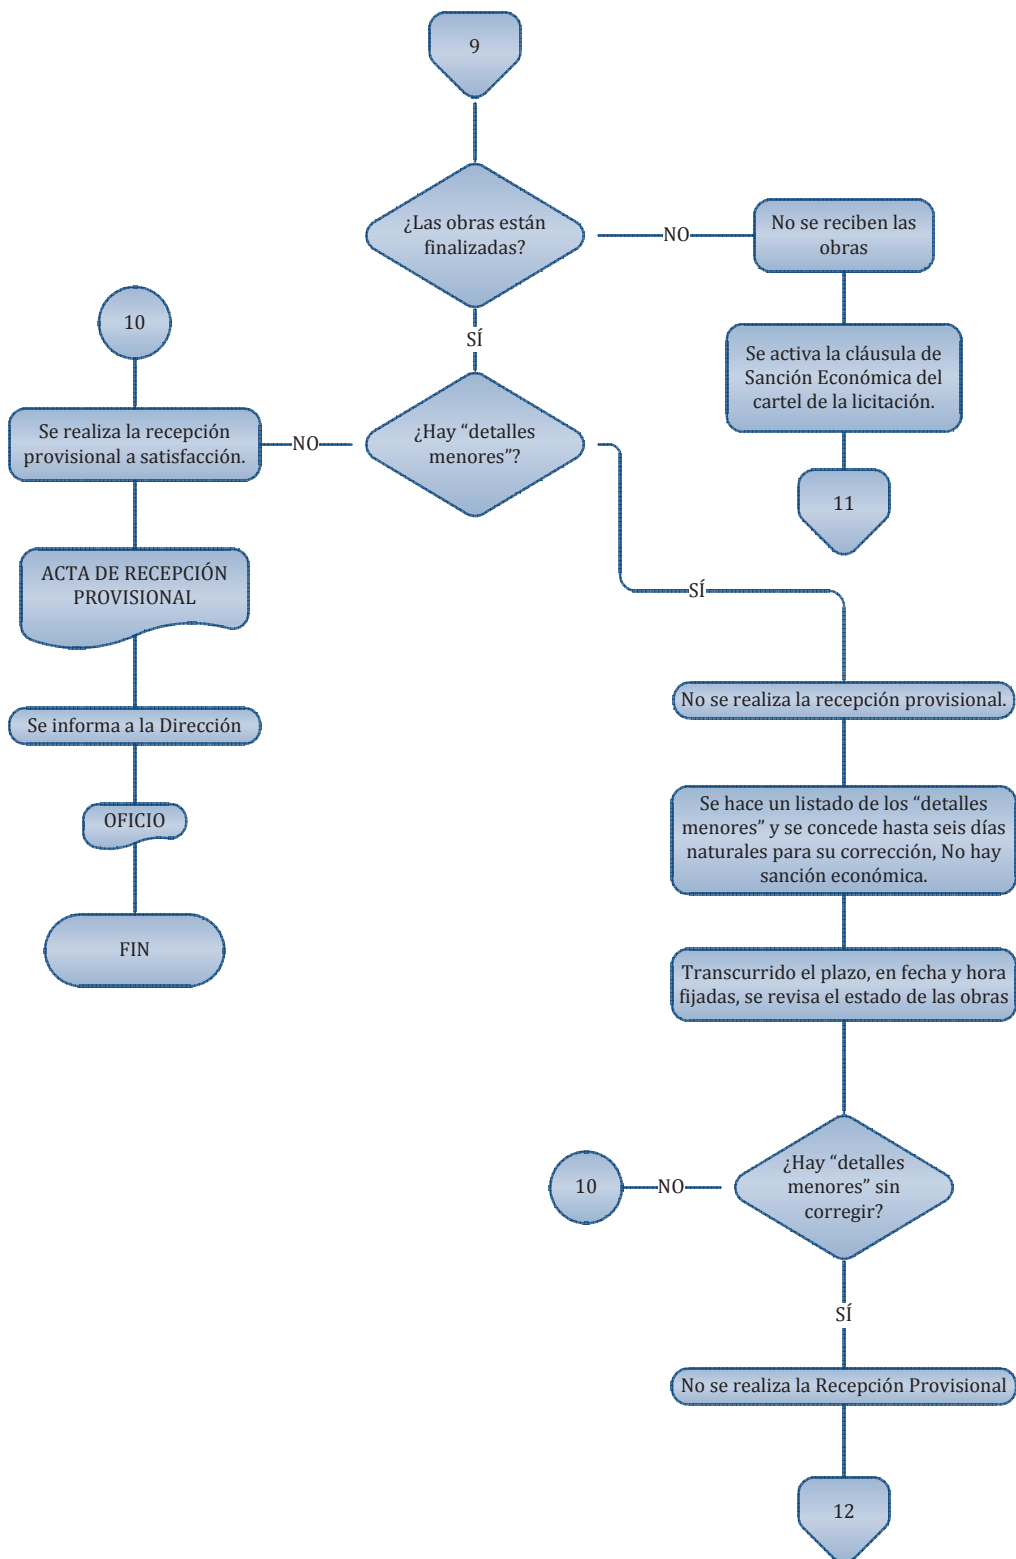 9
¿Las obras están
finalizadas?
NO
No se reciben las
obras
SÍ
Se activa la cláusula de
Sanción Económica del
cartel de la licitación.
11
10
Se realiza la recepción
provisional a satisfacción.
NO
¿Hay “detalles
menores”?
ACTA DE RECEPCIÓN
PROVISIONAL
Se informa a la Dirección
OFICIO
FIN
SÍ
No se realiza la recepción provisional.
Se hace un listado de los “detalles
menores” y se concede hasta seis días
naturales para su corrección, No hay
sanción económica.
Transcurrido el plazo, en fecha y hora
fijadas, se revisa el estado de las obras
¿Hay “detalles
menores” sin
corregir?
NO
10
SÍ
No se realiza la Recepción Provisional
12